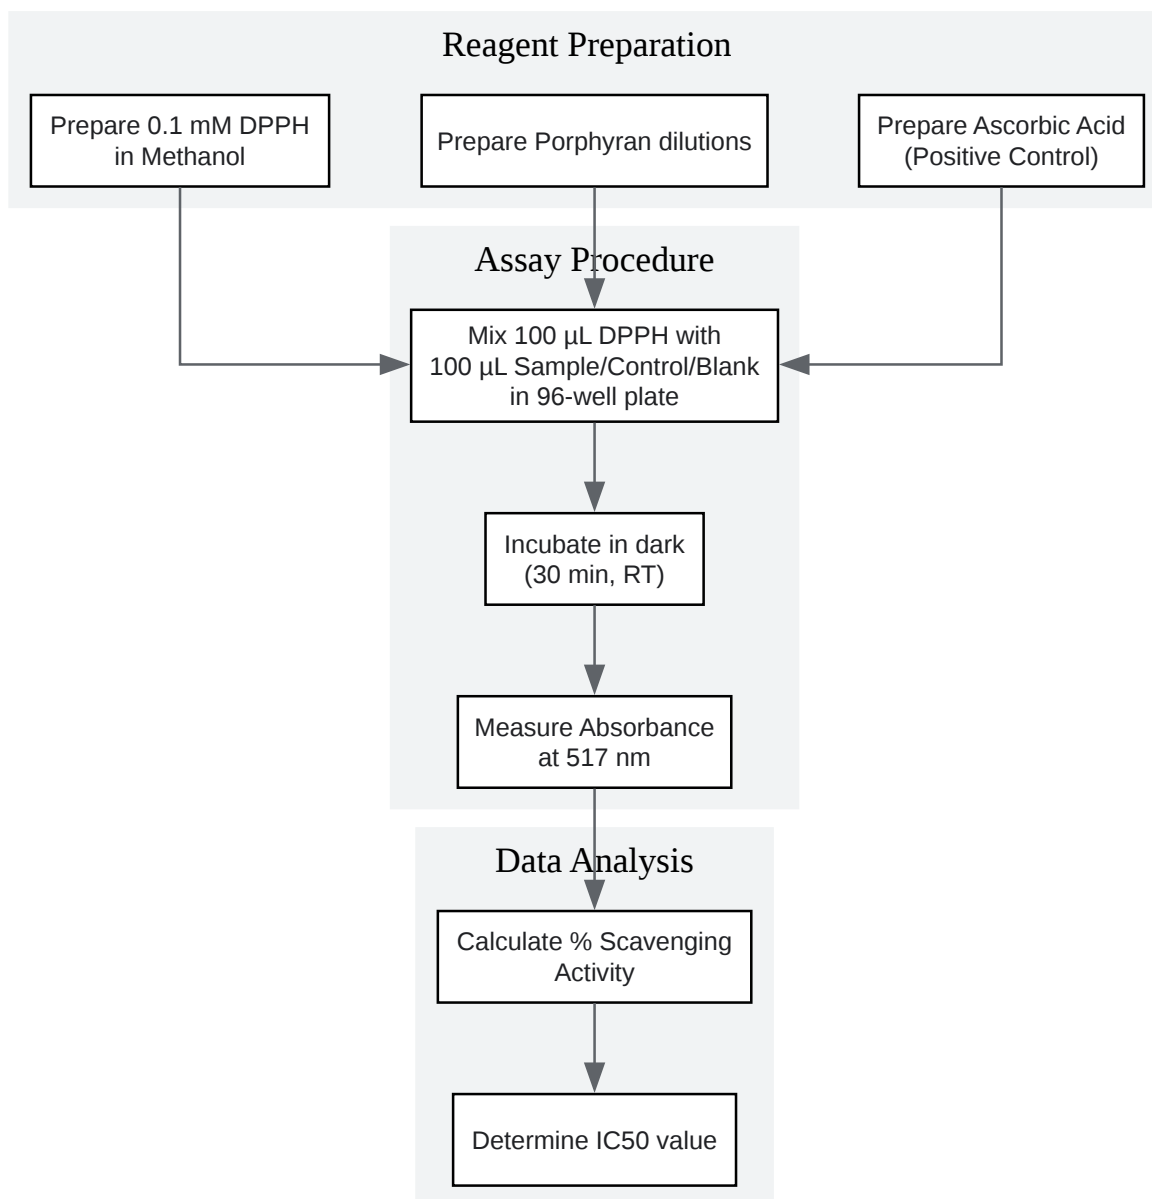 Reagent Preparation
Prepare 0.1 mM DPPH
in Methanol
Prepare Porphyran dilutions
Prepare Ascorbic Acid
(Positive Control)
Assay Procedure
Mix 100 µL DPPH with
100 µL Sample/Control/Blank
in 96-well plate
Incubate in dark
(30 min, RT)
Measure Absorbance
at 517 nm
Data Analysis
Calculate % Scavenging
Activity
Determine IC50 value